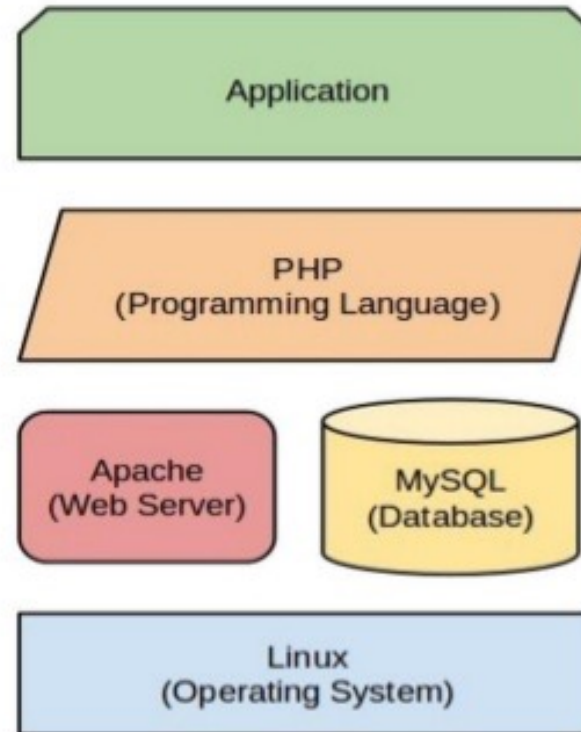 Application
PHP
(Programming Language)
Apache
(Web Server)
MySQL
(Database)
Linux
(Operating System)